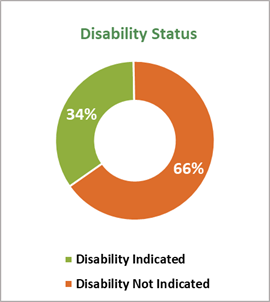 Disability Status
34%
66%
Disability Indicated
Disability Not Indicated